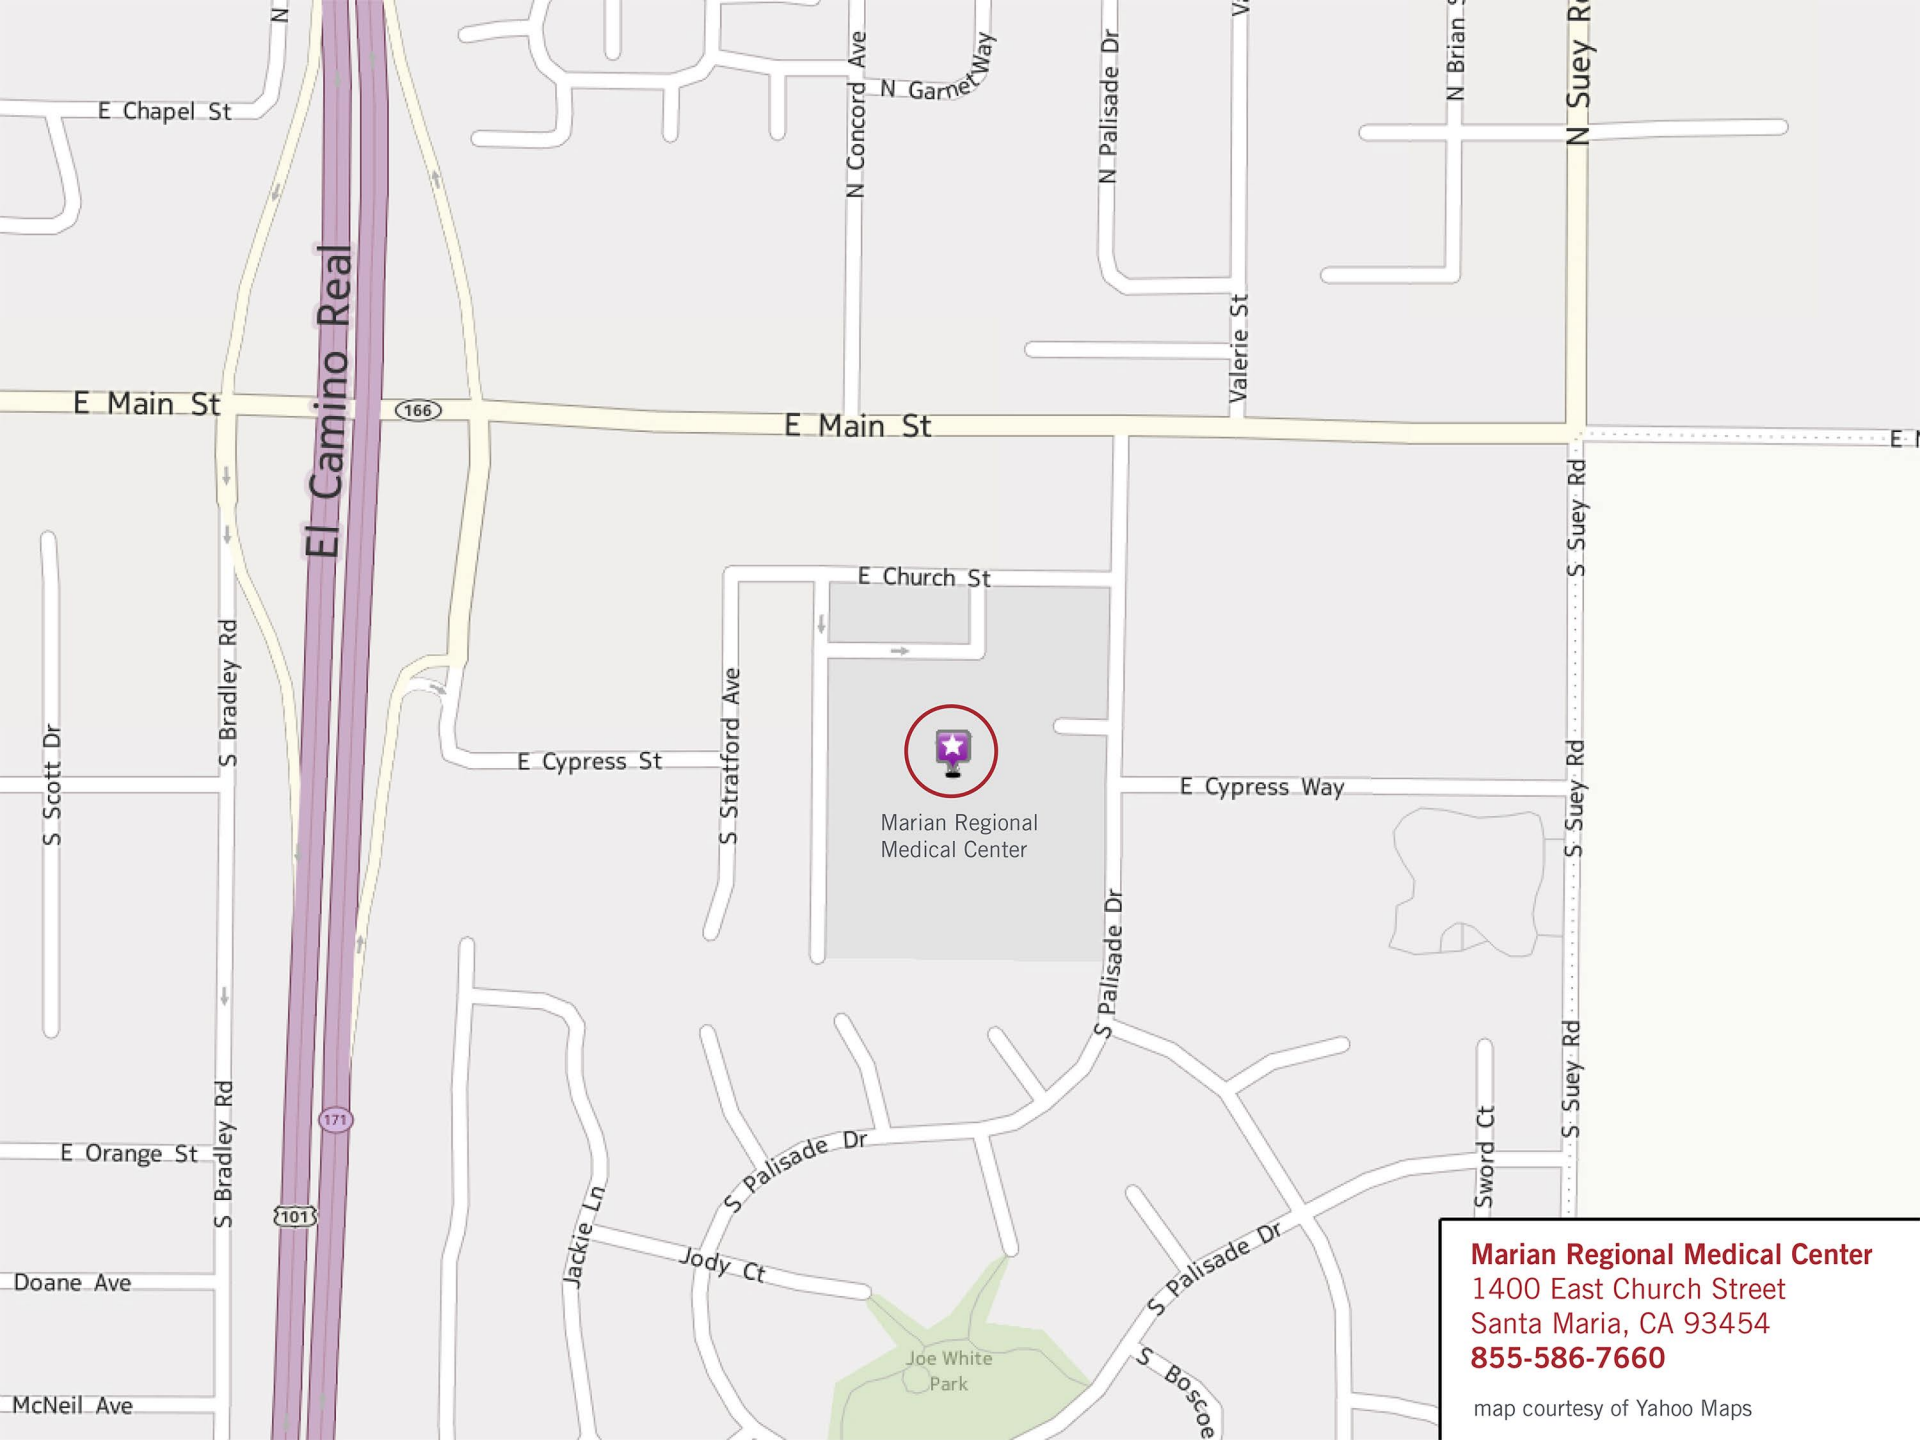 E Chapel St
N Concord Ave
N Garnet Way
N Palisade Dr
N Brian
N Suey
El Camino Real
Valerie St
E Main St
166
E Main St
S Suey Rd
E Church St
S Bradley Rd
S Scott Dr
S Stratford Ave
E Cypress St
E Cypress Way
S Suey Rd
Marian Regional
Medical Center
S Palisade Dr
S Suey Rd
171
E Orange St
S Bradley Rd
S Palisade Dr
Sword Ct
101
Jackie Ln
Jody Ct
S Palisade Dr
Doane Ave
Joe White
Park
S Boscoe
McNeil Ave
Marian Regional Medical Center
1400 East Church Street
Santa Maria, CA 93454
855-586-7660
map courtesy of Yahoo Maps